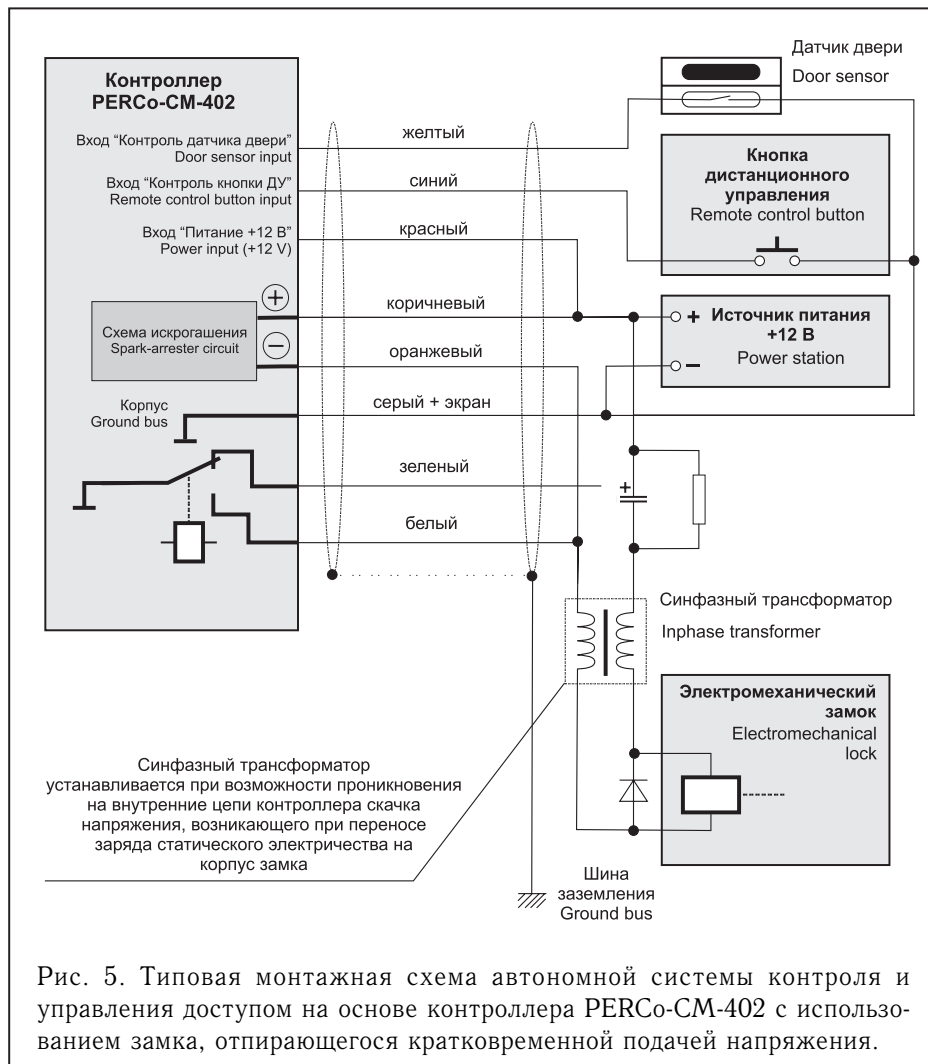 Контроллер
PERCo-CM-402
Вход “Контроль датчика двери”
Door sensor input
Вход “Контроль кнопки ДУ”
Remote control button input
Вход “Питание +12 В”
Power input (+12 V)
Схема искрогашения
Spark-arrester circuit
+
−
Корпус
Ground bus
желтый
синий
красный
коричневый
оранжевый
серый + экран
зеленый
белый
Датчик двери
Door sensor
Кнопка
дистанционного
управления
Remote control button
+ Источник питания
+12 В
− Power station
+
Синфазный трансформатор
Inphase transformer
Электромеханический
замок
Electromechanical
lock
Синфазный трансформатор
устанавливается при возможности проникновения
на внутренние цепи контроллера скачка
напряжения, возникающего при переносе
заряда статического электричества на
корпус замка
Шина
заземления
Ground bus
Рис. 5. Типовая монтажная схема автономной системы контроля и
управления доступом на основе контроллера PERCo-CM-402 с использо-
ванием замка, отпирающегося кратковременной подачей напряжения.